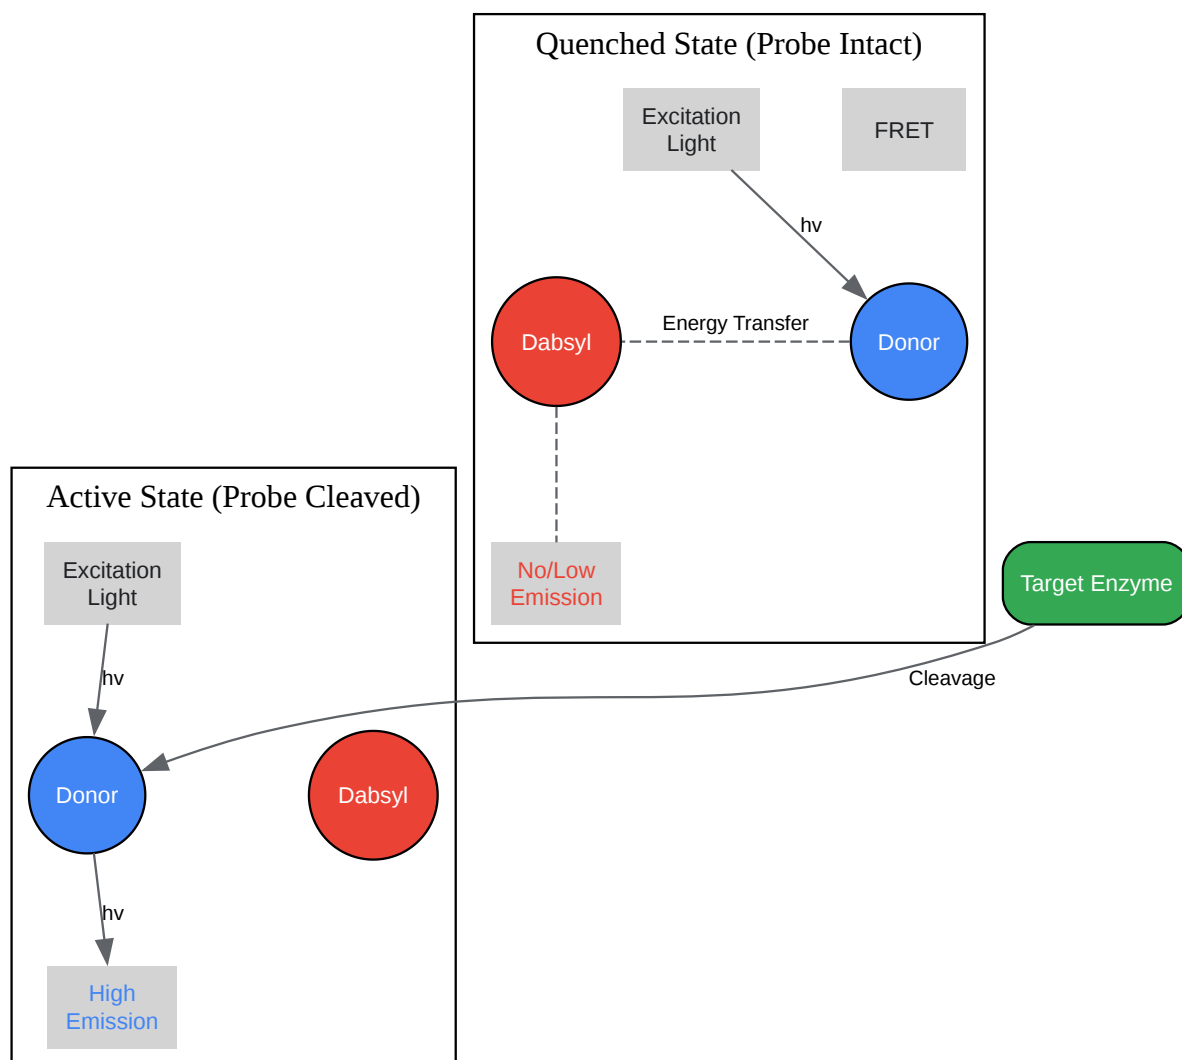 Quenched State (Probe Intact)
Excitation
Light
FRET
hv
Energy Transfer
Dabsyl
Donor
No/Low
Emission
Target Enzyme
Cleavage
Active State (Probe Cleaved)
Excitation
Light
hv
Donor
Dabsyl
hv
High
Emission